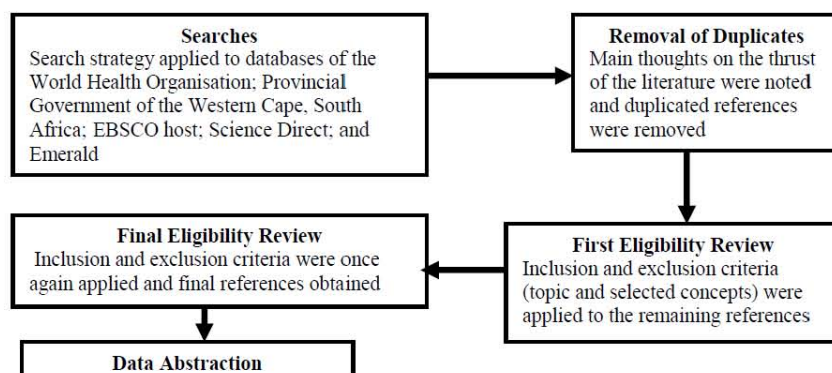 Searches
Search strategy applied to databases of the
World Health Organisation; Provincial
Government of the Western Cape, South
Africa; EBSCO host; Science Direct; and
Emerald
Removal of Duplicates
Main thoughts on the thrust
of the literature were noted
and duplicated references
were removed
First Eligibility Review
Inclusion and exclusion criteria
(topic and selected concepts) were
applied to the remaining references
Final Eligibility Review
Inclusion and exclusion criteria were once
again applied and final references obtained
Data Abstraction